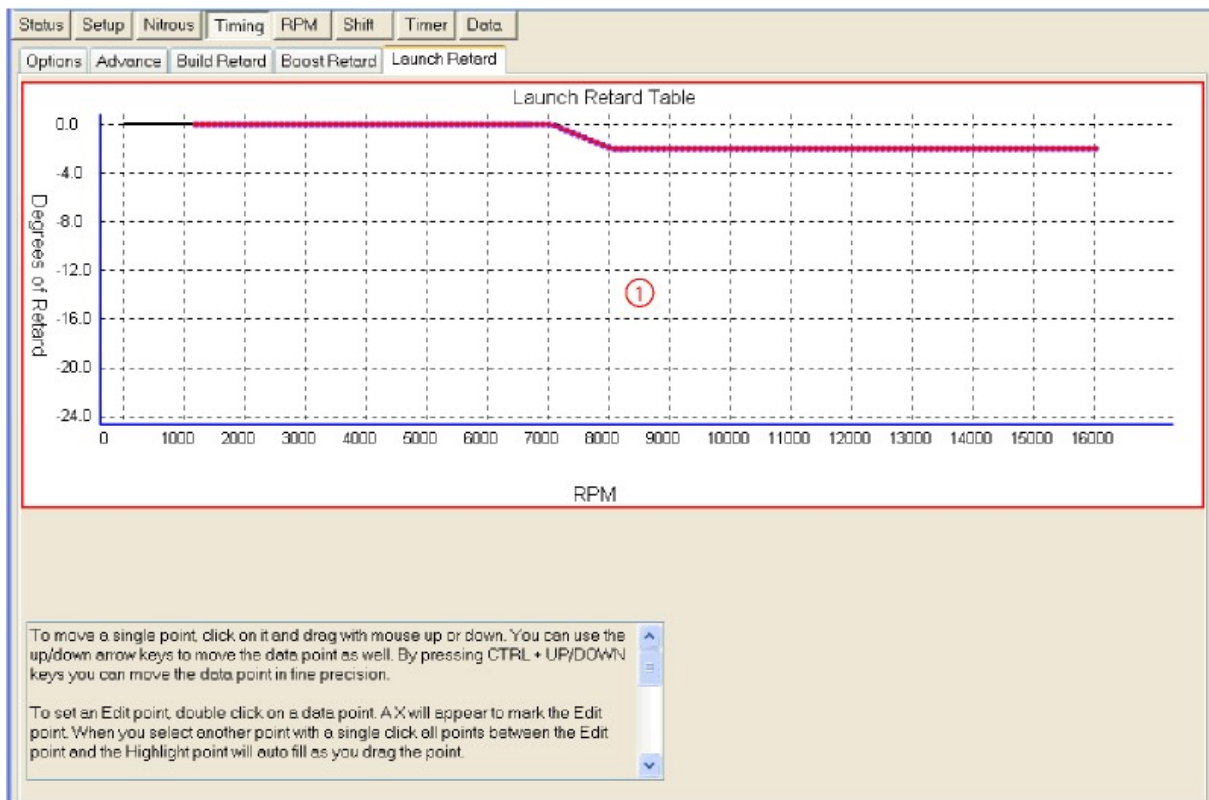 Status Setup Nitrous Timing RPM Shift Timer Data
Options Advance Build Retard Boost Retard Launch Retard
Launch Retard Table
0.0
-4.0
-8.0
-12.0
-16.0
-20.0
-24.0
Degrees of Retard
1
0 1000 2000 3000 4000 5000 6000 7000 8000 9000 10000 11000 12000 13000 14000 15000 16000
RPM
To move a single point, click on it and drag with mouse up or down. You can use the
up/down arrow keys to move the data point as well. By pressing CTRL + UP/DOWN
keys you can move the data point in fine precision.
To set an Edit point, double click on a data point. A X will appear to mark the Edit
point. When you select another point with a single click all points between the Edit
point and the Highlight point will auto fill as you drag the point.